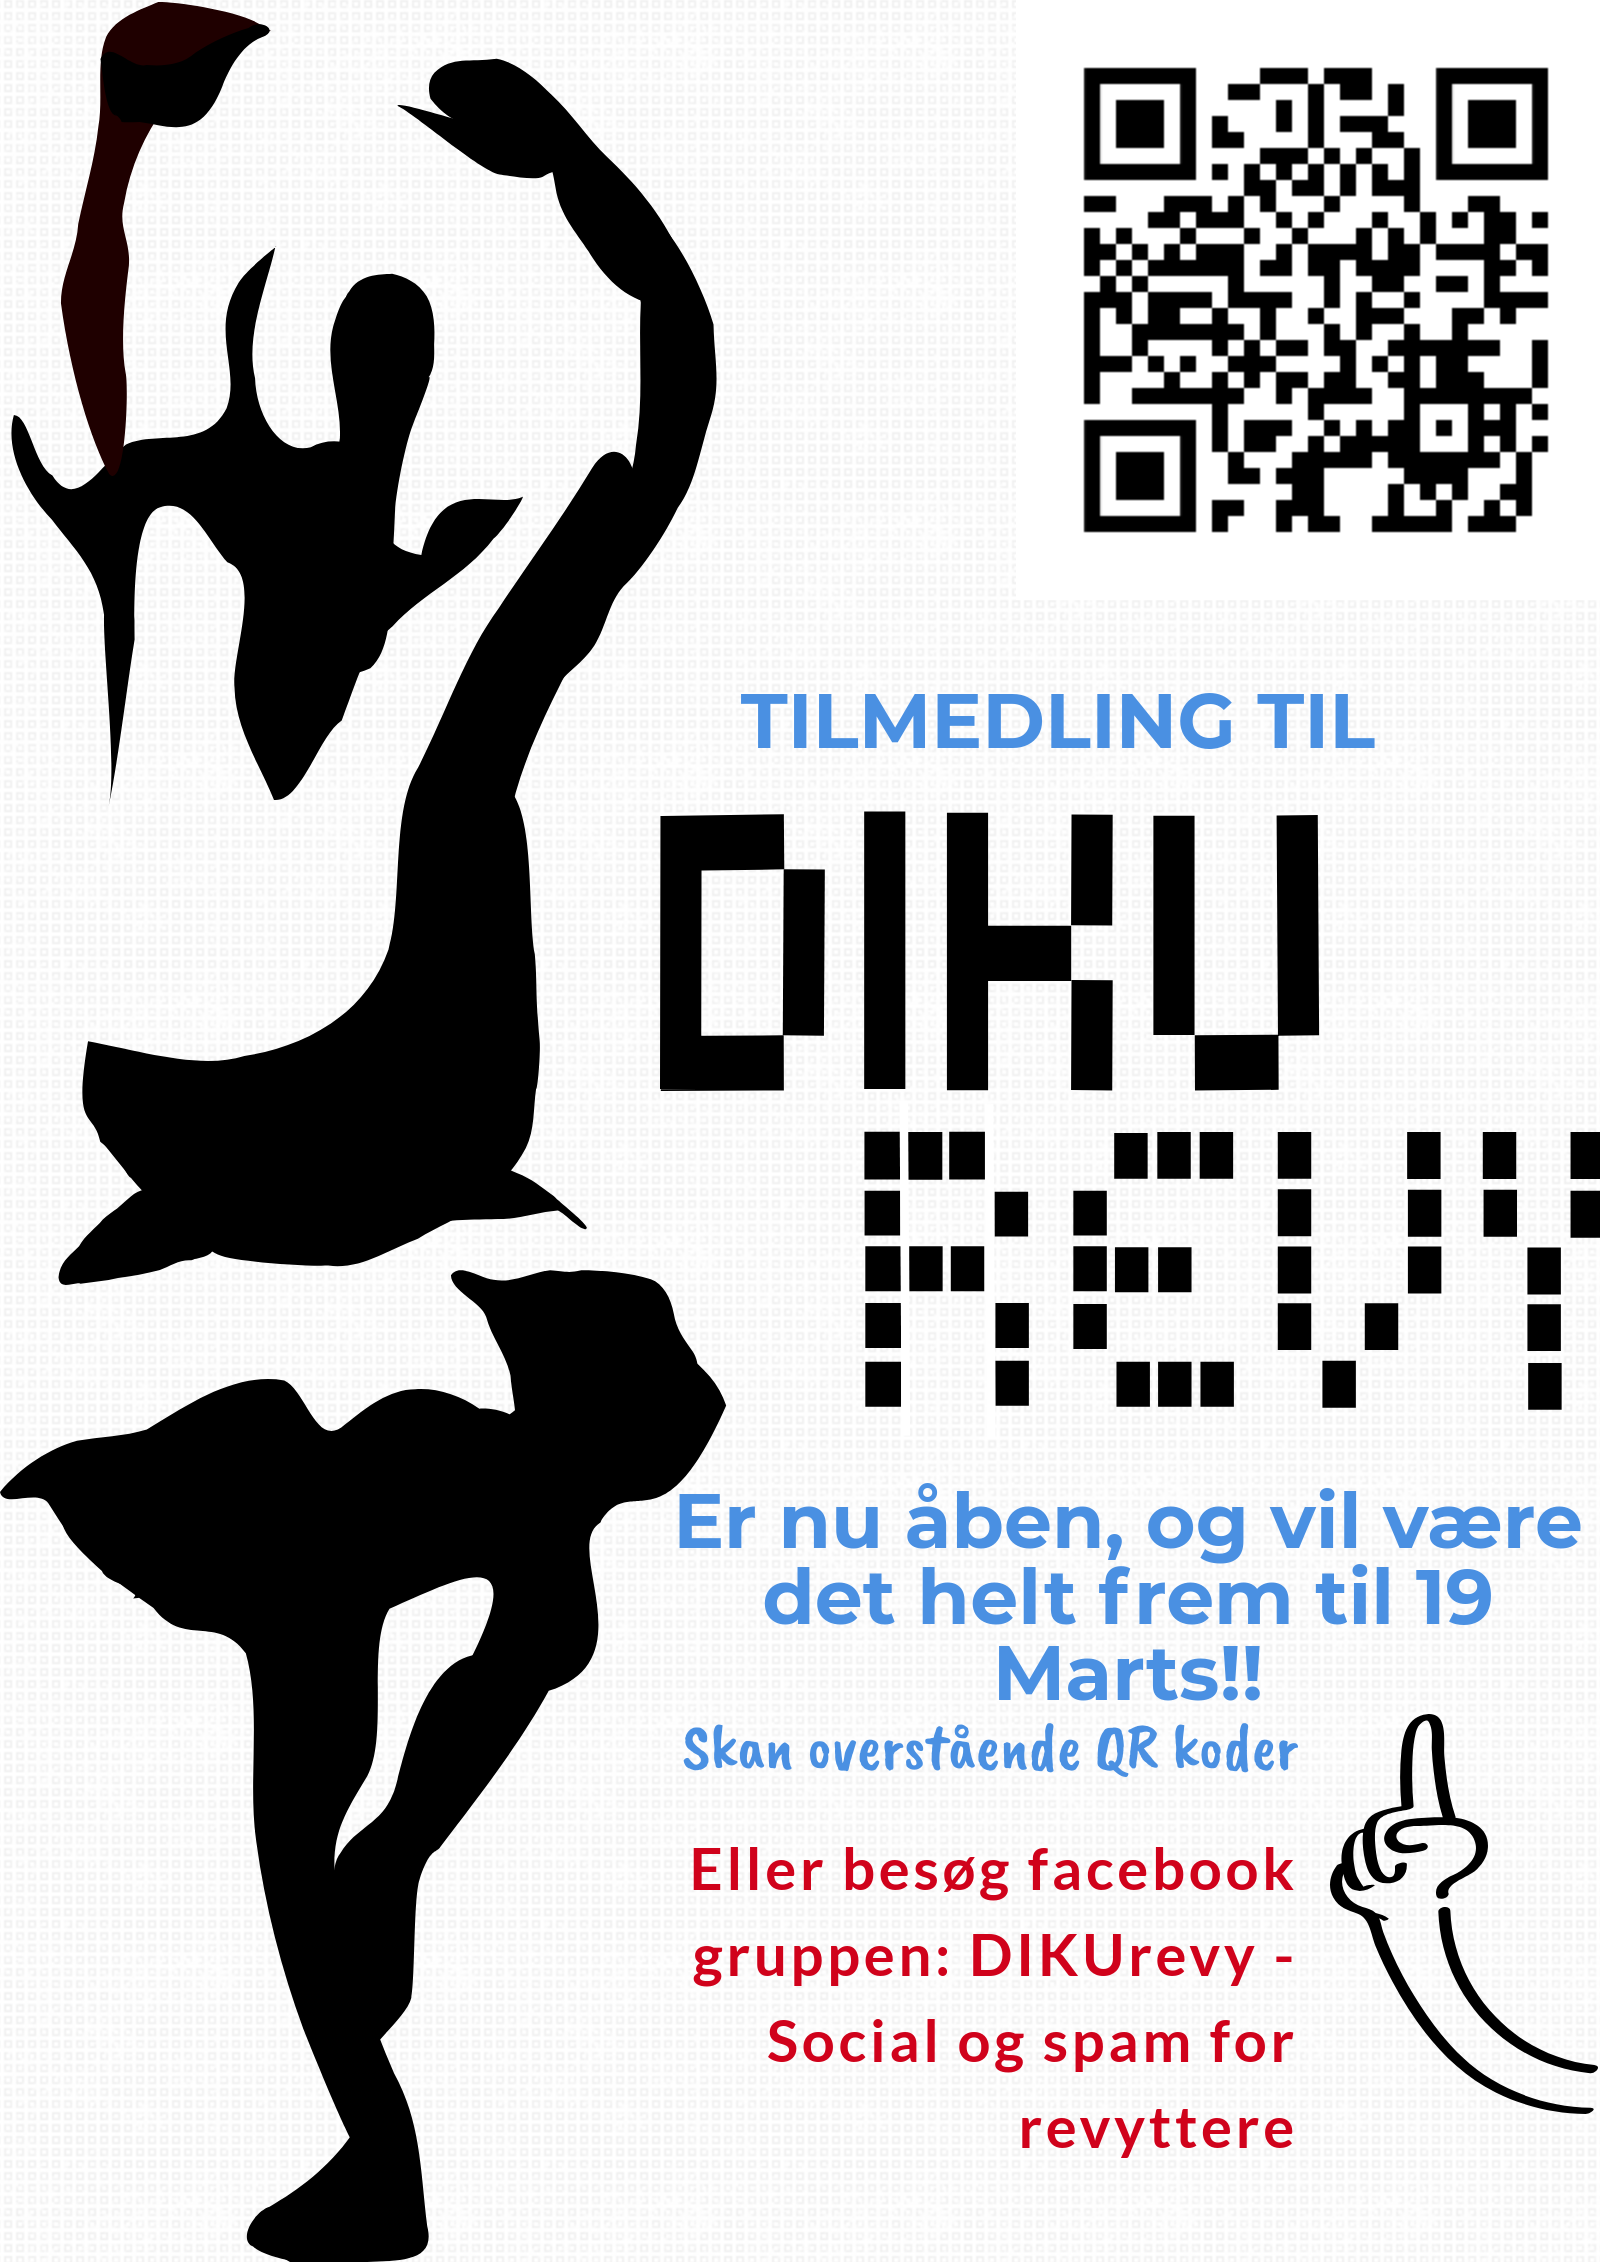 TILMEDLING TIL
DIKU
ReVY
Er nu åben, og vil være
det helt frem til 19
Marts!!
Skan overstående QR koder
Eller besøg facebook
gruppen: DIKUrevy -
Social og spam for
revyttere